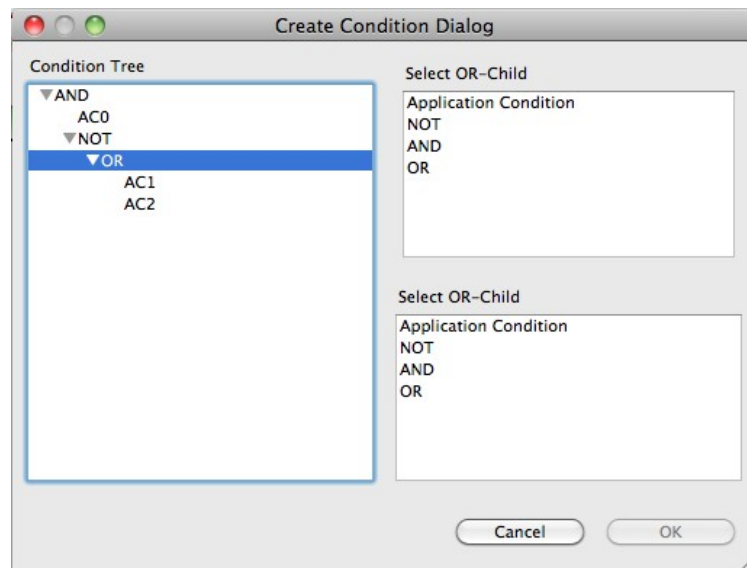 Create Condition Dialog
Condition Tree
AND
AC0
NOT
OR
AC1
AC2
Select OR-Child
Application Condition
NOT
AND
OR
Select OR-Child
Application Condition
NOT
AND
OR
Cancel
OK